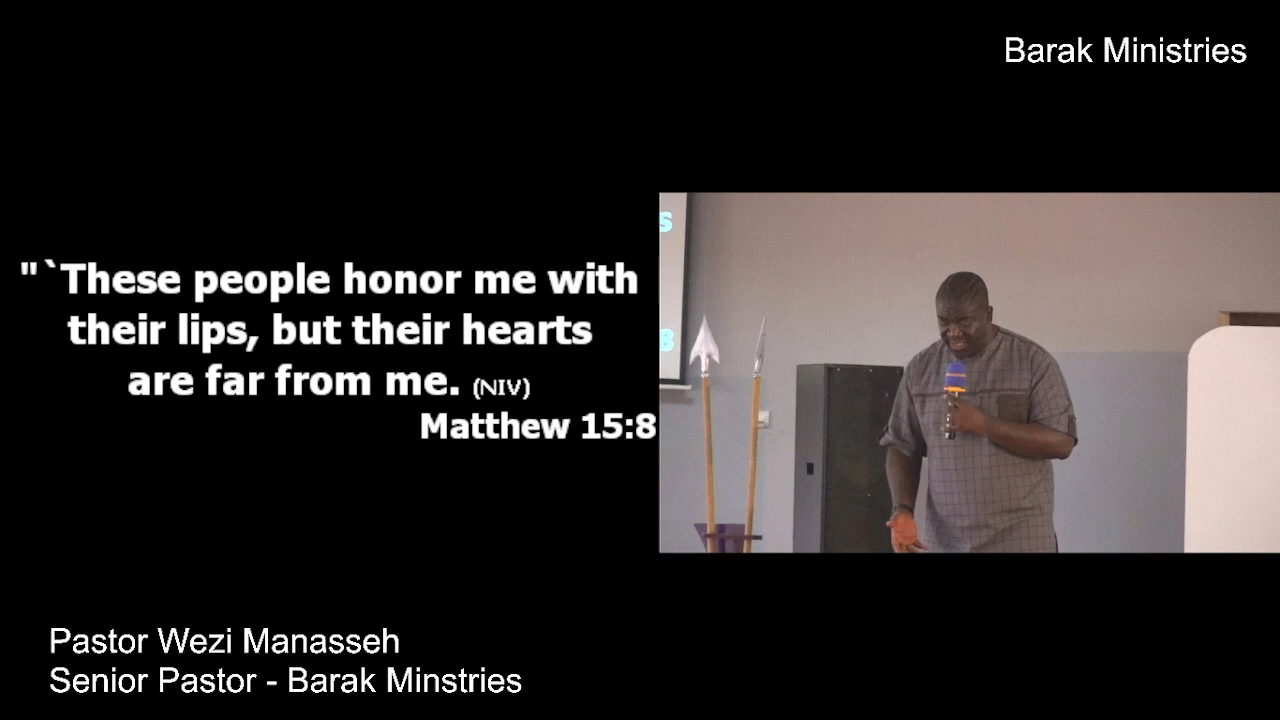 Barak Ministries
"`These people honor me with
their lips, but their hearts
are far from me. (NIV)
Matthew 15:8
s
8
Pastor Wezi Manasseh
Senior Pastor - Barak Minstries